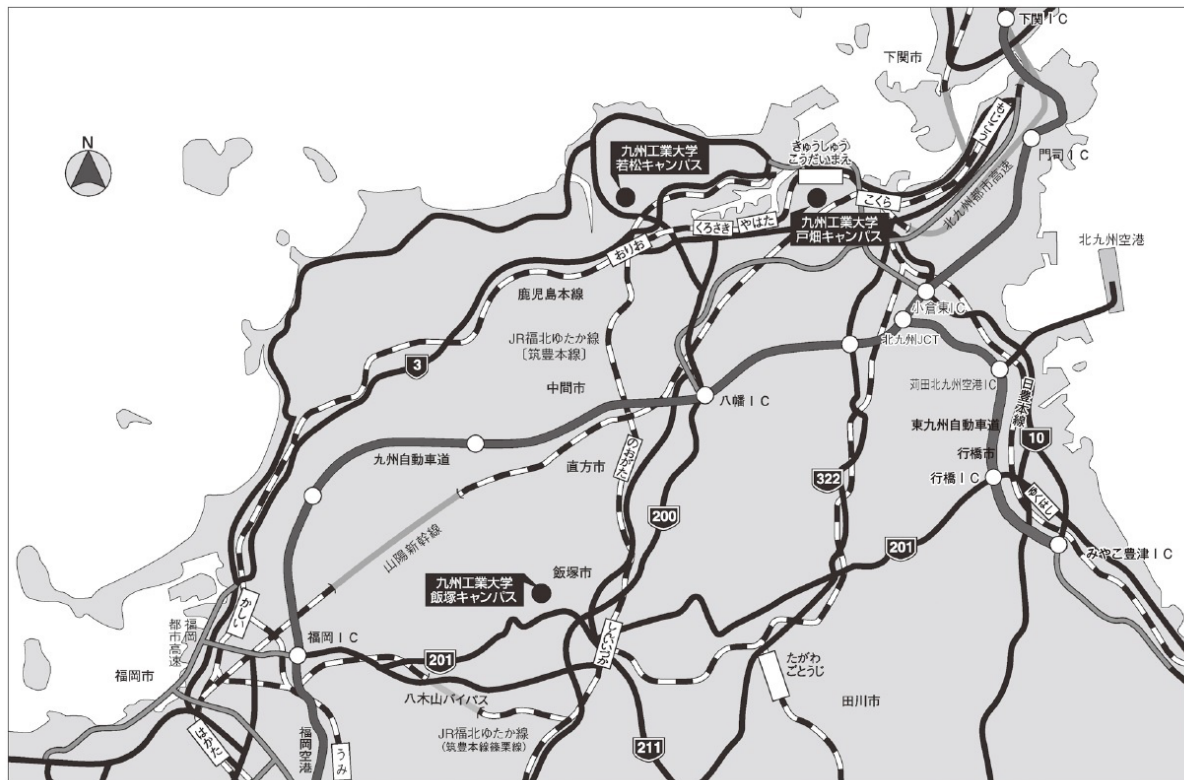 下関IC
下関市
もじこう
門司IC
N
九州工業大学
若松キャンパス
きゅうしゅう
こうだいまえ
北九州都市高速
こくら
九州工業大学
戸畑キャンパス
やはた
くろさき
おりお
北九州空港
鹿児島本線
小倉東IC
北九州JCT
JR福北ゆたか線
〔筑豊本線〕
3
中間市
八幡IC
苅田北九州空港IC
日豊本線
東九州自動車道
10
行橋市
九州自動車道
直方市
のおがた
322
行橋IC
ゆくはし
200
山陽新幹線
201
みやこ豊津IC
九州工業大学
飯塚キャンパス
飯塚市
かしい
福岡
都市高速
福岡IC
201
しんいいづか
たがわ
ごとうじ
福岡市
八木山バイパス
田川市
はかた
福岡空港
うみ
JR福北ゆたか線
(筑豊本線篠栗線)
211